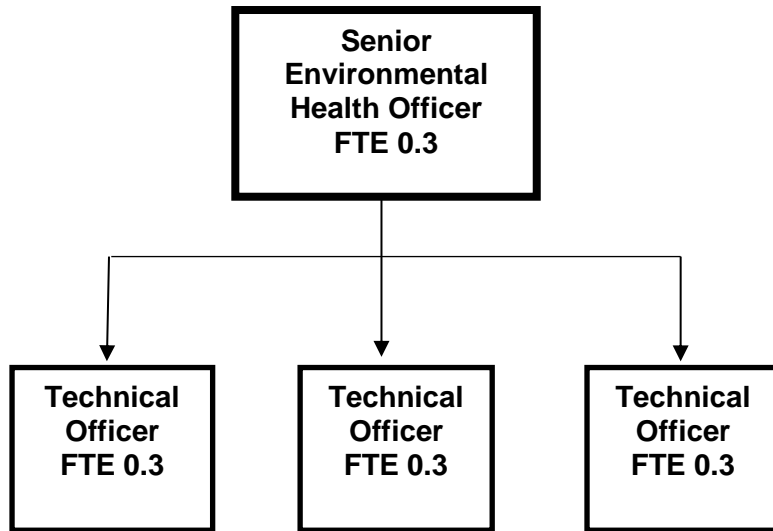 Senior
Environmental
Health Officer
FTE 0.3
Technical
Officer
FTE 0.3
Technical
Officer
FTE 0.3
Technical
Officer
FTE 0.3